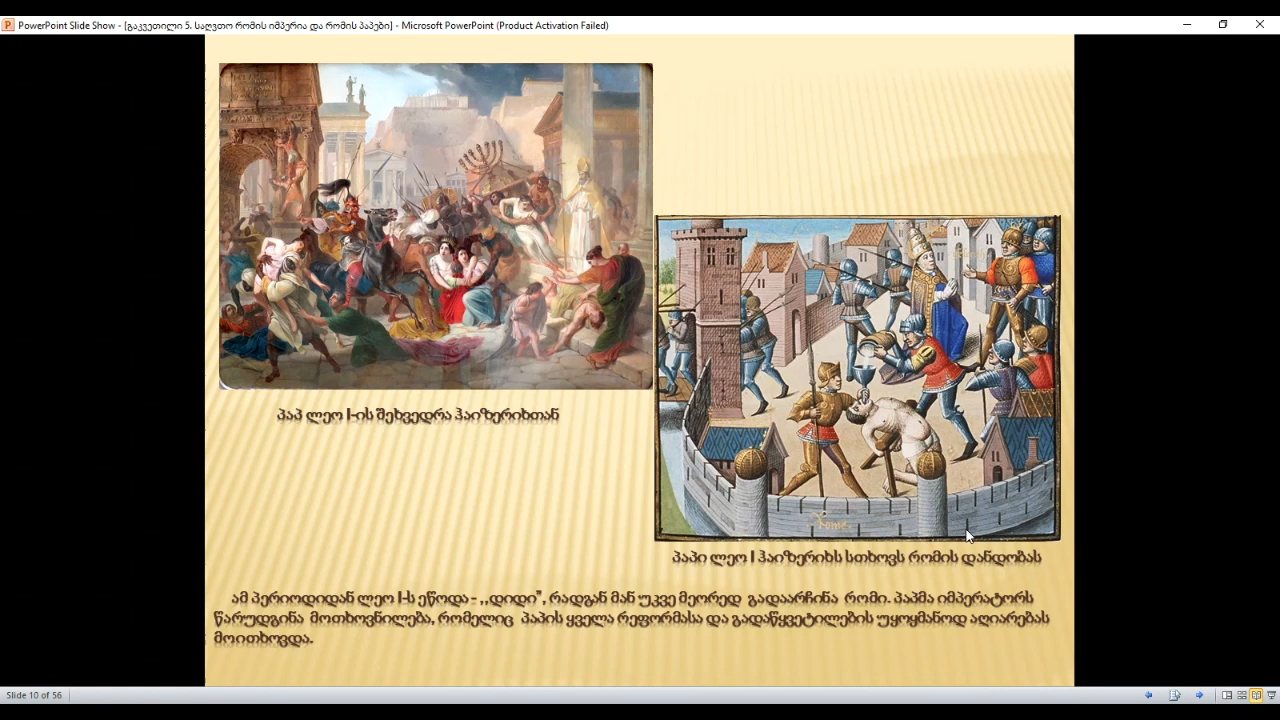 PowerPoint Slide Show - [გაკვეთილი 5. საღვთო რომის იმპერია და რომის პაპები] - Microsoft PowerPoint (Product Activation Failed)
პაპ ლეო I-ის შეხვედრა ჰაიზერიხთან
Rome
პაპი ლეო I ჰაიზერიხს სთხოვს რომის დანდობას
ამ პერიოდიდან ლეო I-ს ეწოდა - ,,დიდი”, რადგან მან უკვე მეორედ გადაარჩინა რომი. პაპმა იმპერატორს
წარუდგინა მოთხოვნილება, რომელიც პაპის ყველა რეფორმასა და გადაწყვეტილების უყოყმანოდ აღიარებას
მოითხოვდა.
Slide 10 of 56